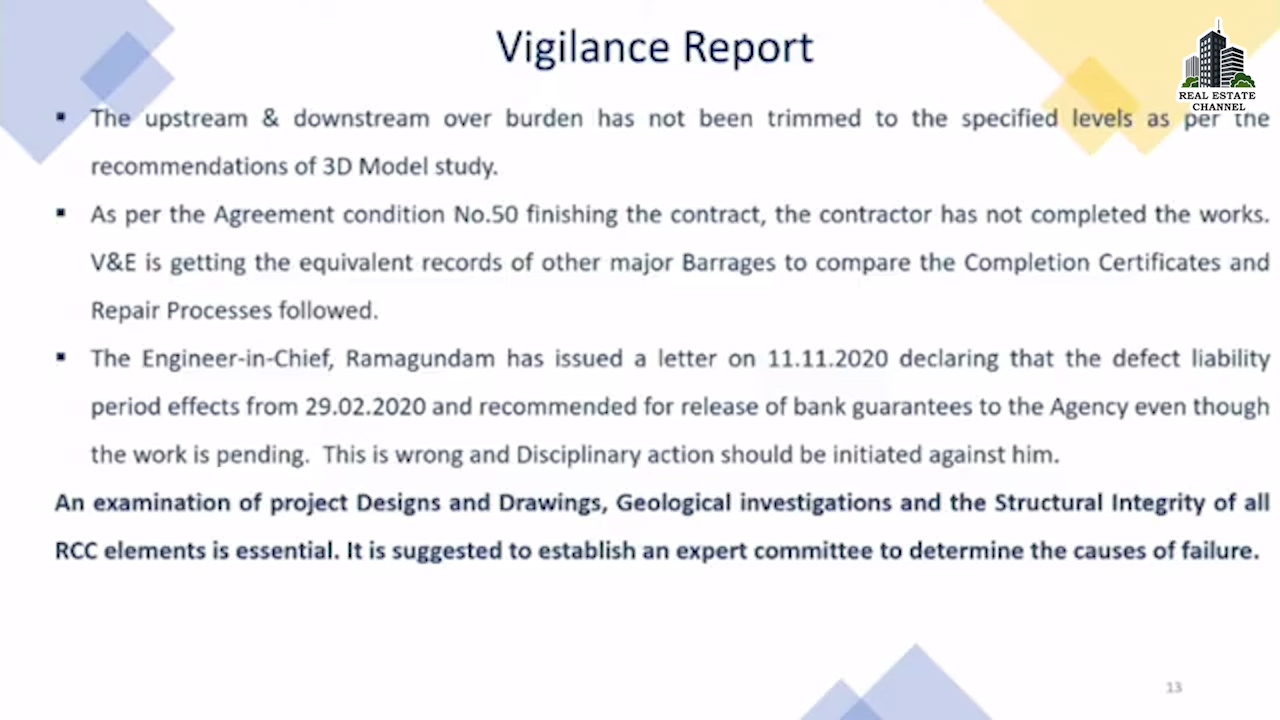 Vigilance Report
REAL ESTATE
CHANNEL
▪ The upstream & downstream over burden has not been trimmed to the specified levels as per the
recommendations of 3D Model study.
▪ As per the Agreement condition No.50 finishing the contract, the contractor has not completed the works.
V&E is getting the equivalent records of other major Barrages to compare the Completion Certificates and
Repair Processes followed.
▪ The Engineer-in-Chief, Ramagundam has issued a letter on 11.11.2020 declaring that the defect liability
period effects from 29.02.2020 and recommended for release of bank guarantees to the Agency even though
the work is pending. This is wrong and Disciplinary action should be initiated against him.
An examination of project Designs and Drawings, Geological investigations and the Structural Integrity of all
RCC elements is essential. It is suggested to establish an expert committee to determine the causes of failure.
13